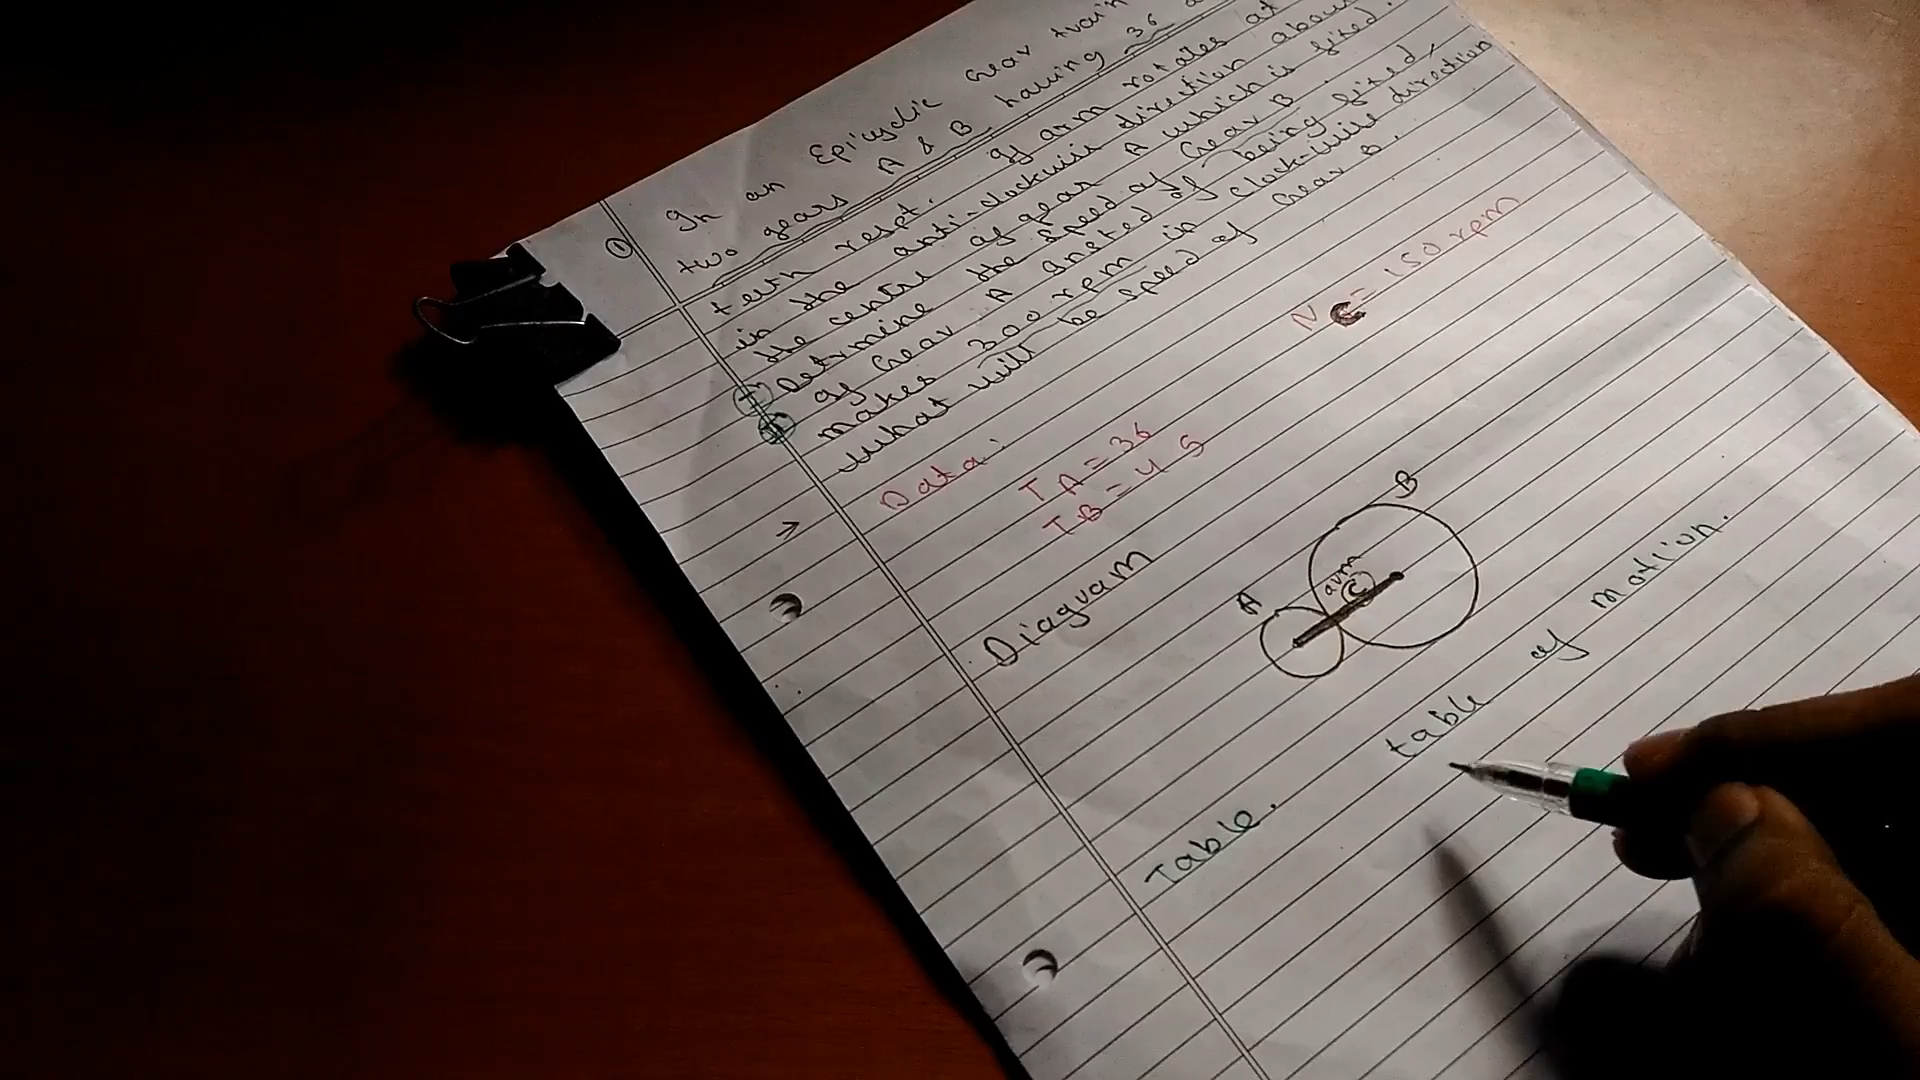 ① In an Epicyclic Gear train
two gears A & B having 36
teeth respt. If arm rotates at
in the anti-clockwise direction about
the centre of gear A which is fixed.
Determine the speed of Gear B
If Gear A Insted of being fixed,
makes 300 rpm in clock-wise direction
what will be speed of Gear B.
⇒ Data: NC = 150 rpm
TA = 36
TB = 45
Diagram
A
B
arm
C
Table. table of motion.